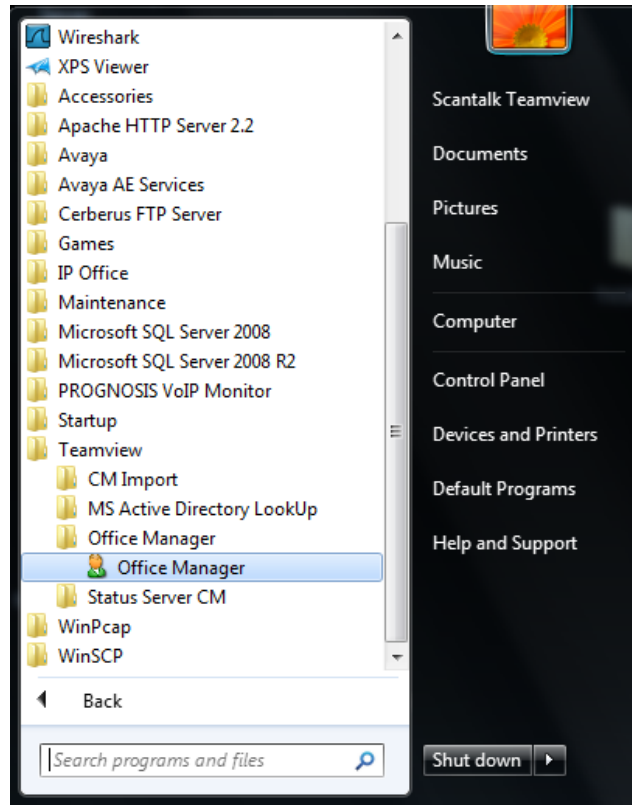 Wireshark
XPS Viewer
Accessories
Apache HTTP Server 2.2
Avaya
Avaya AE Services
Cerberus FTP Server
Games
IP Office
Maintenance
Microsoft SQL Server 2008
Microsoft SQL Server 2008 R2
PROGNOSIS VoIP Monitor
Startup
Teamview
CM Import
MS Active Directory LookUp
Office Manager
Office Manager
Status Server CM
WinPcap
WinSCP
Back
Search programs and files
Scantalk Teamview
Documents
Pictures
Music
Computer
Control Panel
Devices and Printers
Default Programs
Help and Support
Shut down